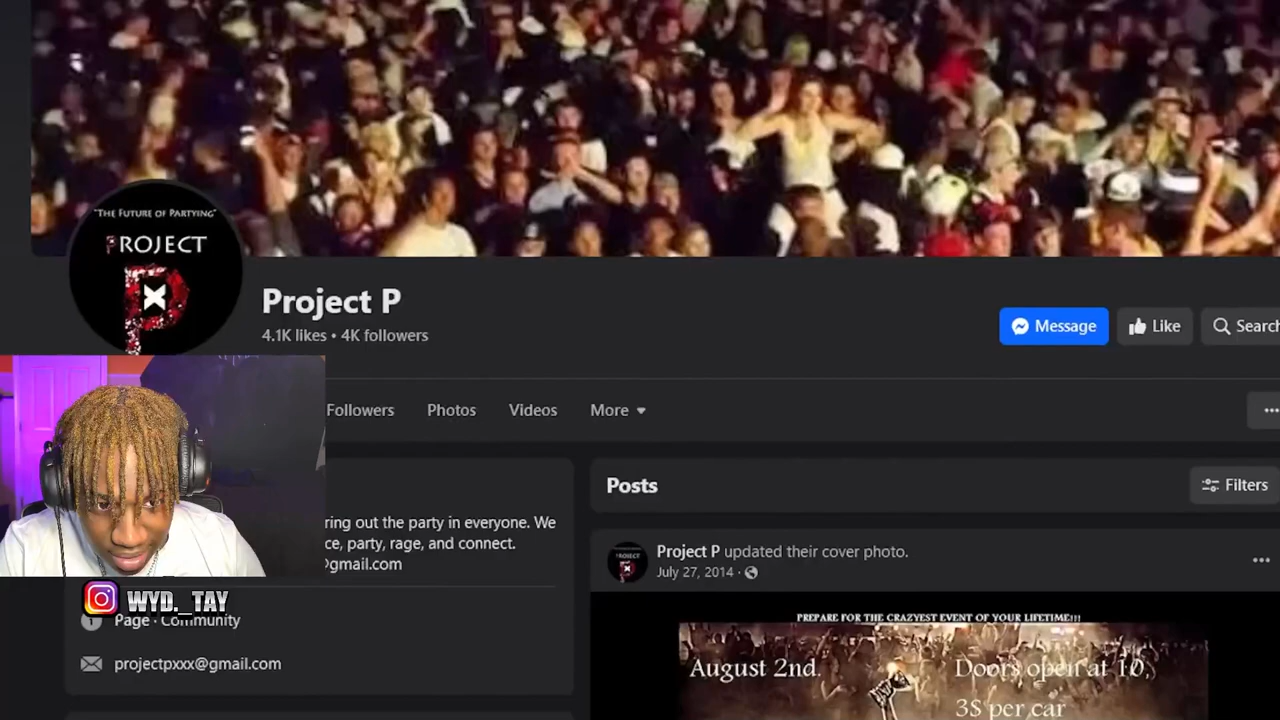 "THE FUTURE OF PARTYING"
PROJECT
P
Project P
4.1K likes • 4K followers
Message
Like
Search
Followers
Photos
Videos
More
Posts
Filters
ring out the party in everyone. We
ce, party, rage, and connect.
@gmail.com
Project P updated their cover photo.
July 27, 2014
WYD._TAY
Page · Community
projectpxxx@gmail.com
PREPARE FOR THE CRAZYEST EVENT OF YOUR LIFETIME!!!
August 2nd.
Doors open at 10,
3$ per car